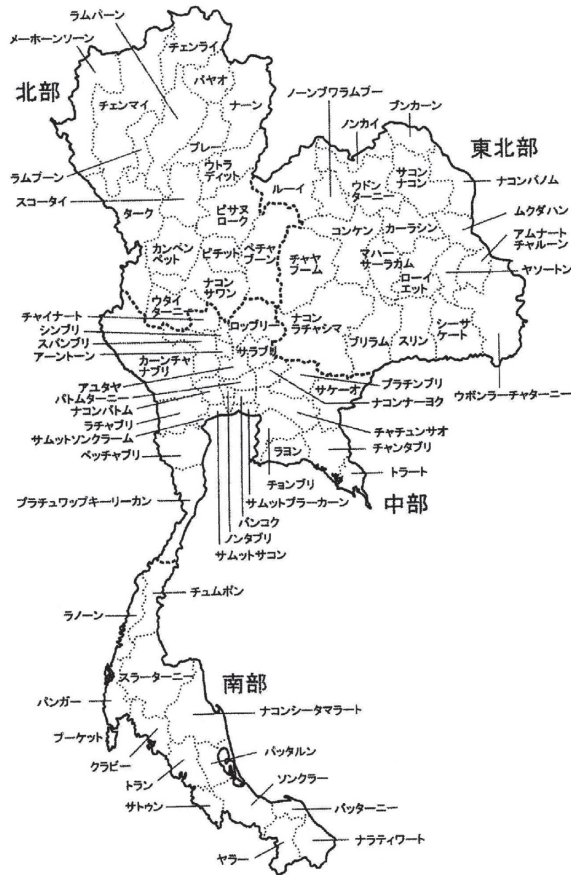 ラムパーン
メーホーンソーン
チェンライ
パヤオ
北部
チェンマイ
ナーン
プレー
ラムプーン
ウトラ
ディット
スコータイ
ターク
ピサヌ
ローク
カンペン
ペット
ピチット
ペチャ
ブーン
ナコン
サワン
ウタイ
ターニー
ノーンブワラムプー
ノンカイ
ブンカーン
東北部
ルーイ
ウドン
ターニー
サコン
ナコン
ナコンパノム
ムクダハン
コンケン
カーラシン
アムナート
チャルーン
チャヤ
プーム
マハー
サーラカム
ローイ
エット
ヤソートン
ナコン
ラチャシマ
ブリラム
スリン
シーサ
ケート
ウボンラーチャターニー
チャイナート
シンブリ
スパンブリ
アーントーン
ロッブリー
サラブリ
カーンチャ
ナブリ
アユタヤ
パトムターニー
ナコンパトム
ラチャブリ
サムットソンクラーム
ペッチャブリ
サケーオ
プラチンブリ
ナコンナーヨク
チャチュンサオ
チャンタブリ
ラヨン
トラート
チョンブリ
中部
サムットプラーカーン
プラチュワップキーリーカン
バンコク
ノンタブリ
サムットサコン
チュムポン
ラノーン
スラーターニー
南部
パンガー
ナコンシータマラート
プーケット
クラビー
パッタルン
トラン
ソンクラー
サトゥン
パッターニー
ナラティワート
ヤラー